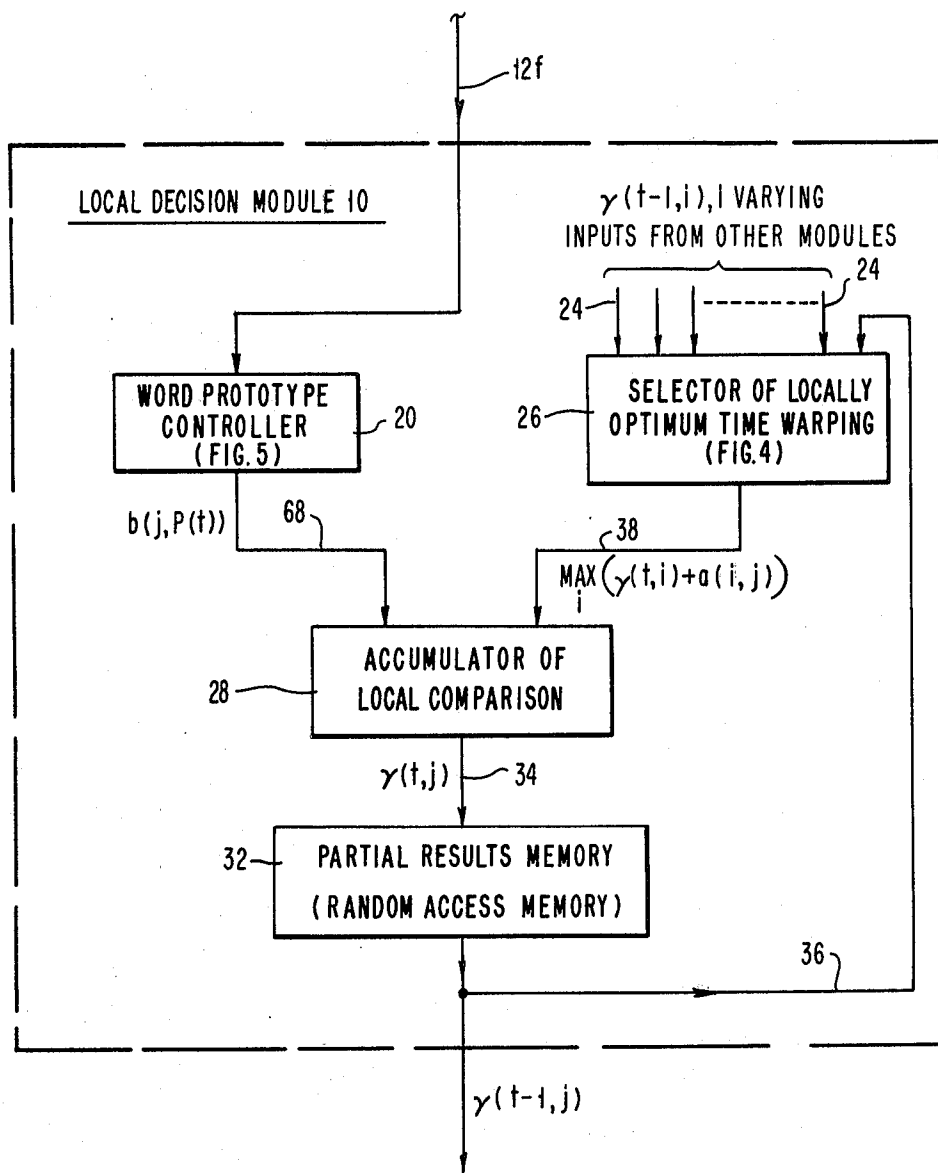 12f
LOCAL DECISION MODULE 10
γ(t-1,i), I VARYING
INPUTS FROM OTHER MODULES
24
24
WORD PROTOTYPE
CONTROLLER
(FIG. 5)
20
26
SELECTOR OF LOCALLY
OPTIMUM TIME WARPING
(FIG.4)
b(j,P(t))
68
38
MAX(γ(t,i)+a(i,j))
i
28
ACCUMULATOR OF
LOCAL COMPARISON
γ(t,j)
34
32
PARTIAL RESULTS MEMORY
(RANDOM ACCESS MEMORY)
36
γ(t-1,j)